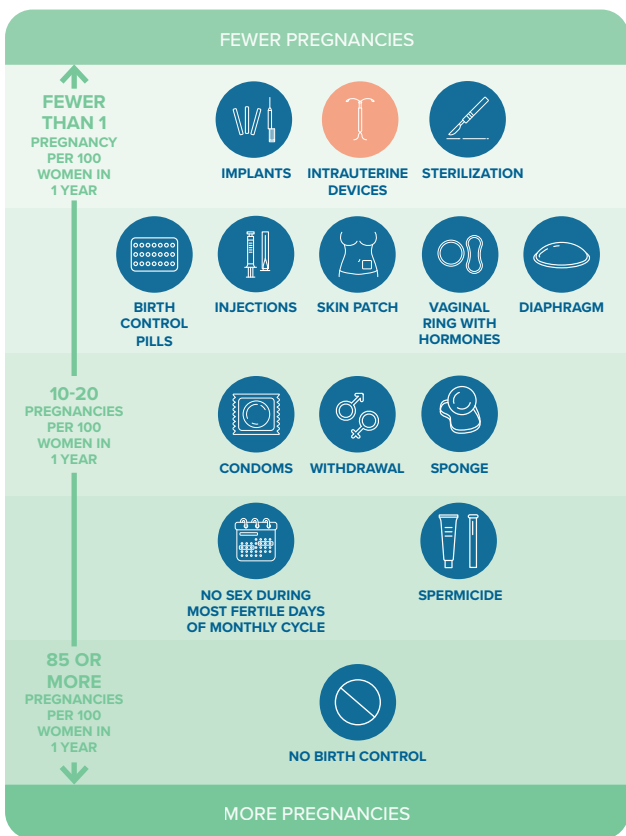 FEWER PREGNANCIES
FEWER
THAN 1
PREGNANCY
PER 100
WOMEN IN
1 YEAR
IMPLANTS
INTRAUTERINE
DEVICES
STERILIZATION
BIRTH
CONTROL
PILLS
INJECTIONS
SKIN PATCH
VAGINAL
RING WITH
HORMONES
DIAPHRAGM
10-20
PREGNANCIES
PER 100
WOMEN IN
1 YEAR
CONDOMS
WITHDRAWAL
SPONGE
NO SEX DURING
MOST FERTILE DAYS
OF MONTHLY CYCLE
SPERMICIDE
85 OR
MORE
PREGNANCIES
PER 100
WOMEN IN
1 YEAR
NO BIRTH CONTROL
MORE PREGNANCIES